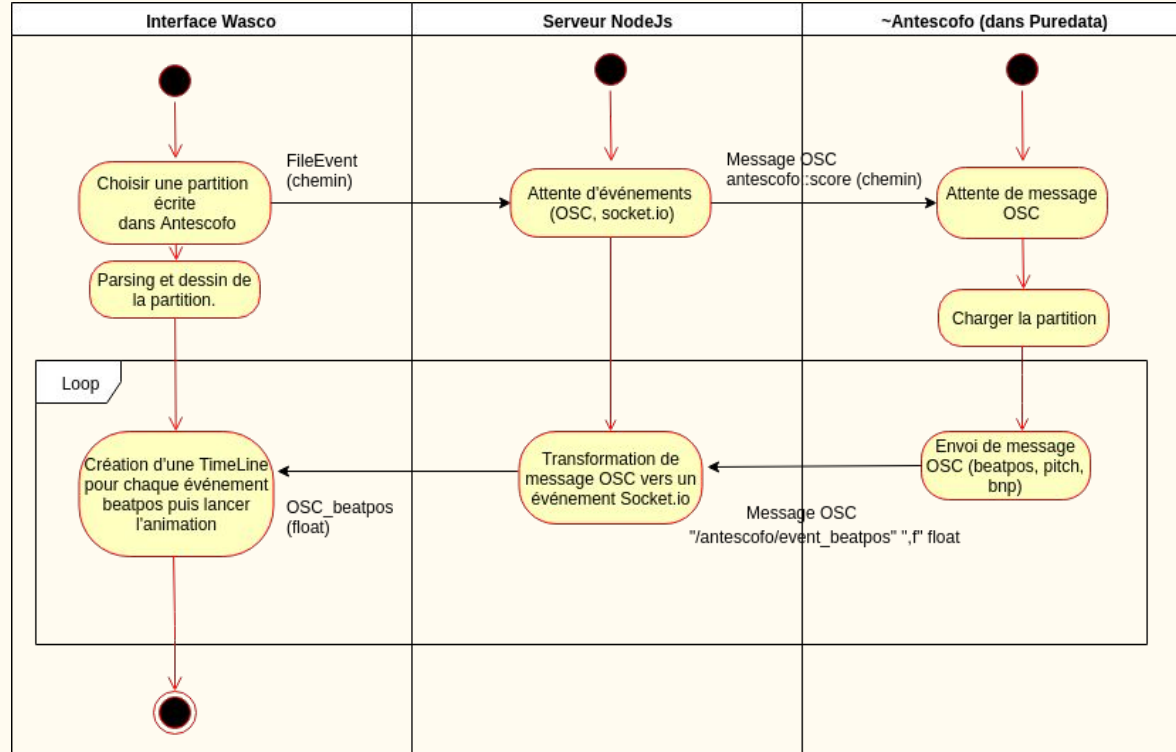 Interface Wasco
Serveur NodeJs
~Antescofo (dans Puredata)
Choisir une partition
écrite
dans Antescofo
FileEvent
(chemin)
Attente d'événements
(OSC, socket.io)
Message OSC
antescofo::score (chemin)
Attente de message
OSC
Parsing et dessin de
la partition.
Charger la partition
Loop
Création d'une TimeLine
pour chaque événement
beatpos puis lancer
l'animation
OSC_beatpos
(float)
Transformation de
message OSC vers un
événement Socket.io
Envoi de message
OSC (beatpos, pitch,
bnp)
Message OSC
"/antescofo/event_beatpos" ",f" float